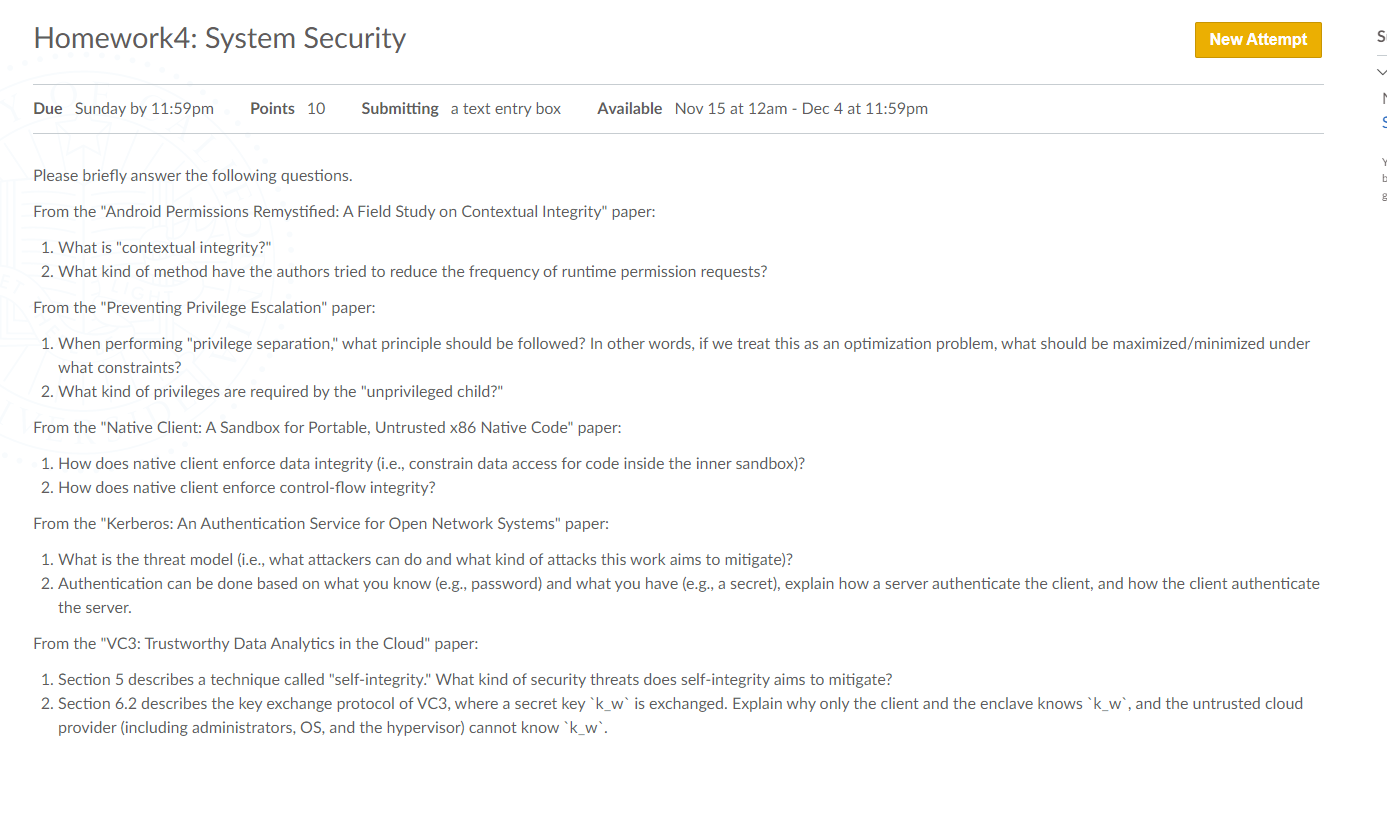 Homework4: System Security
New Attempt
Due Sunday by 11:59pm Points 10 Submitting a text entry box Available Nov 15 at 12am - Dec 4 at 11:59pm
Please briefly answer the following questions.
From the "Android Permissions Remystified: A Field Study on Contextual Integrity" paper:
1. What is "contextual integrity?"
2. What kind of method have the authors tried to reduce the frequency of runtime permission requests?
From the "Preventing Privilege Escalation" paper:
1. When performing "privilege separation," what principle should be followed? In other words, if we treat this as an optimization problem, what should be maximized/minimized under
what constraints?
2. What kind of privileges are required by the "unprivileged child?"
From the "Native Client: A Sandbox for Portable, Untrusted x86 Native Code" paper:
1. How does native client enforce data integrity (i.e., constrain data access for code inside the inner sandbox)?
2. How does native client enforce control-flow integrity?
From the "Kerberos: An Authentication Service for Open Network Systems" paper:
1. What is the threat model (i.e., what attackers can do and what kind of attacks this work aims to mitigate)?
2. Authentication can be done based on what you know (e.g., password) and what you have (e.g., a secret), explain how a server authenticate the client, and how the client authenticate
the server.
From the "VC3: Trustworthy Data Analytics in the Cloud" paper:
1. Section 5 describes a technique called "self-integrity." What kind of security threats does self-integrity aims to mitigate?
2. Section 6.2 describes the key exchange protocol of VC3, where a secret key `k_w` is exchanged. Explain why only the client and the enclave knows `k_w`, and the untrusted cloud
provider (including administrators, OS, and the hypervisor) cannot know `k_w`.